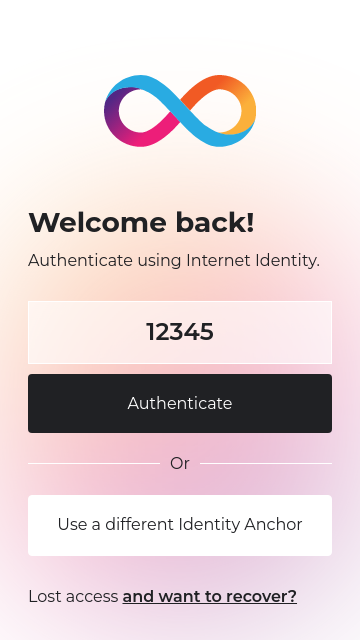 Welcome back!
Authenticate using Internet Identity.
12345
Authenticate
Or
Use a different Identity Anchor
Lost access and want to recover?